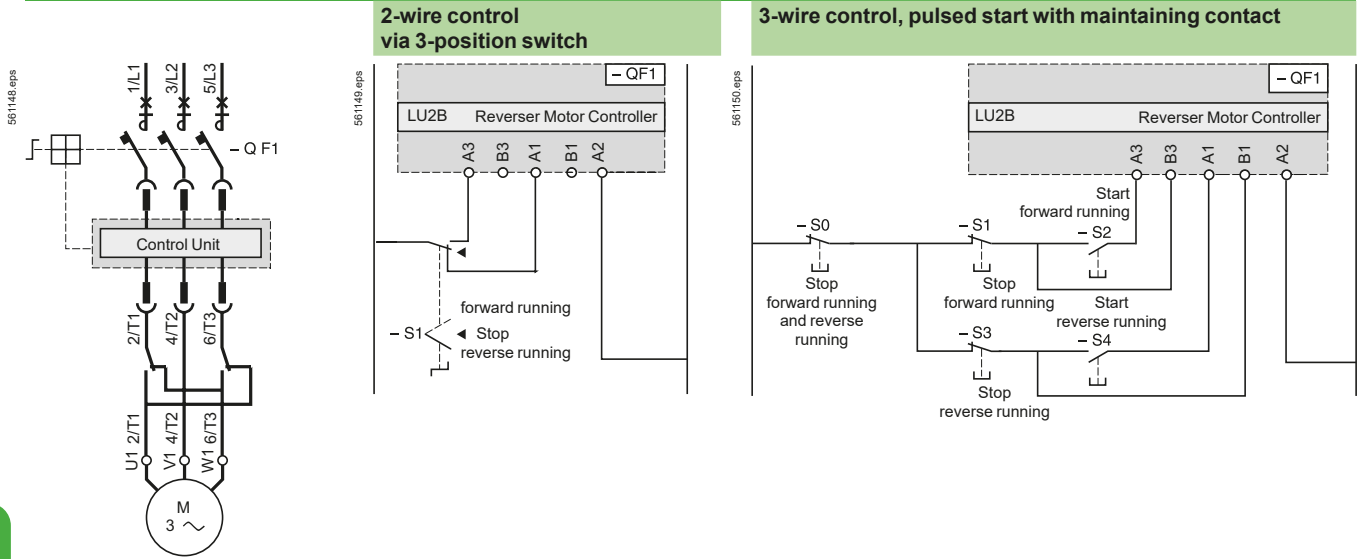 2-wire control
via 3-position switch
3-wire control, pulsed start with maintaining contact
561148.eps
1/L1
3/L2
5/L3
– Q F1
Control Unit
2/T1
4/T2
6/T3
U1 2/T1
V1 4/T2
W1 6/T3
M
3
561149.eps
– QF1
LU2B Reverser Motor Controller
A3 B3 A1 B1 A2
forward running
– S1
Stop
reverse running
561150.eps
– QF1
LU2B Reverser Motor Controller
A3 B3 A1 B1 A2
Start
forward running
– S0
– S1
– S2
Stop
forward running
and reverse
running
Stop
forward running
Start
reverse running
– S3
– S4
Stop
reverse running